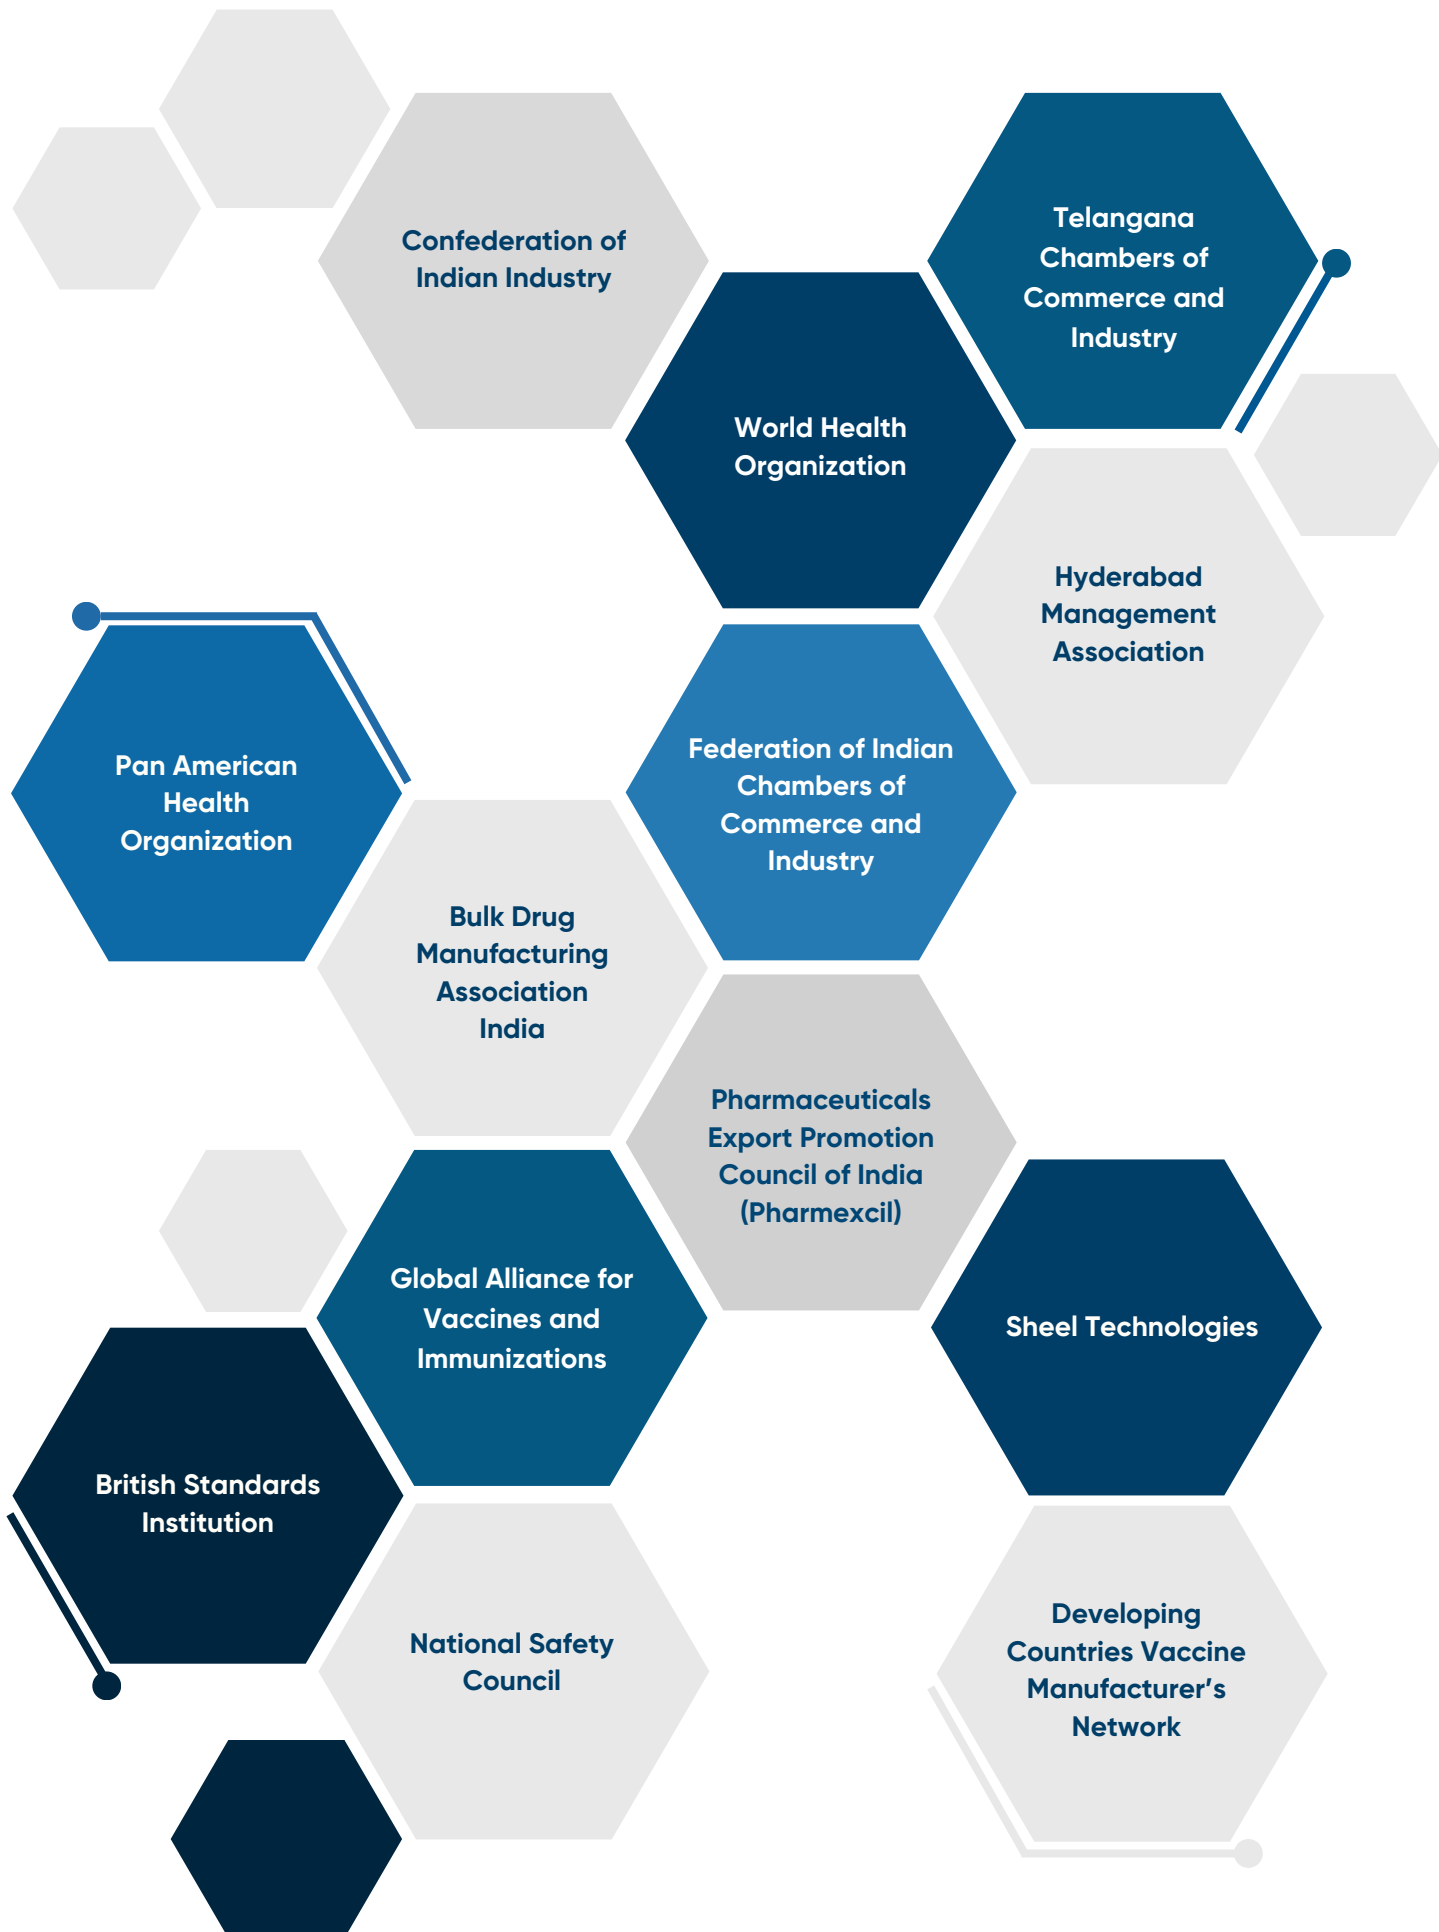 Confederation of
Indian Industry
Telangana
Chambers of
Commerce and
Industry
World Health
Organization
Hyderabad
Management
Association
Pan American
Health
Organization
Federation of Indian
Chambers of
Commerce and
Industry
Bulk Drug
Manufacturing
Association
India
Pharmaceuticals
Export Promotion
Council of India
(Pharmexcil)
Global Alliance for
Vaccines and
Immunizations
Sheel Technologies
British Standards
Institution
National Safety
Council
Developing
Countries Vaccine
Manufacturer’s
Network